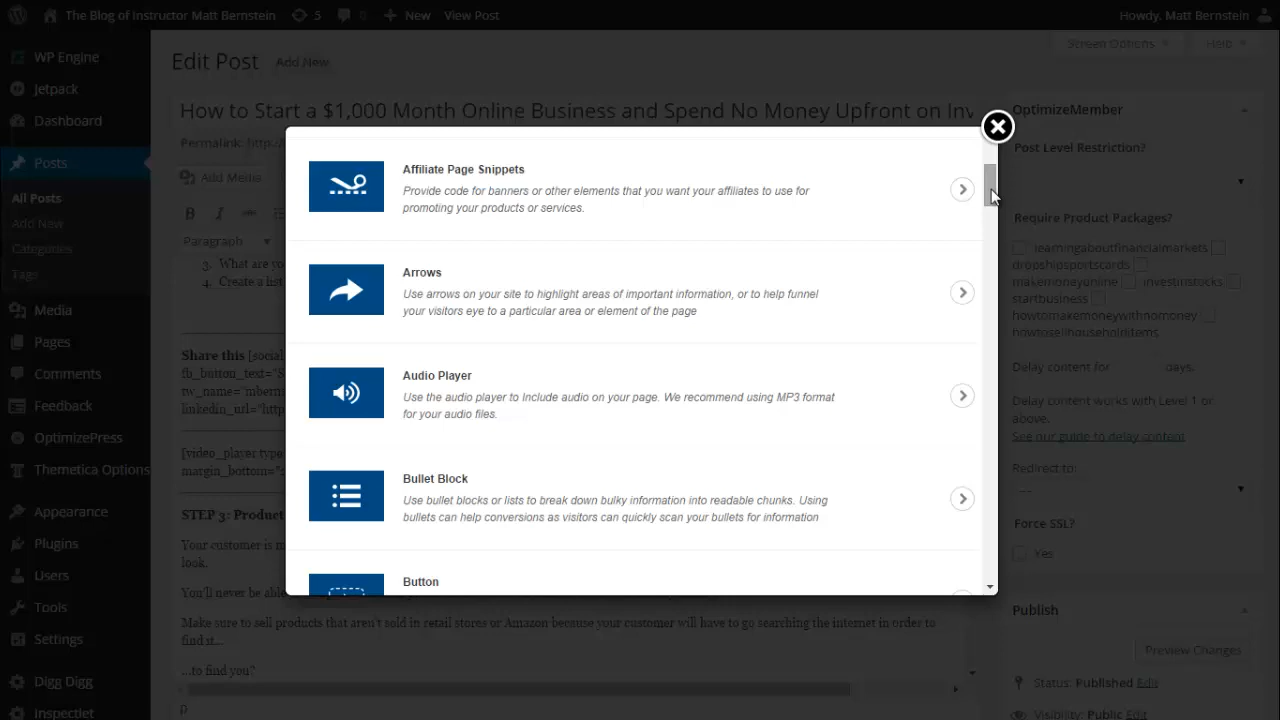 The Blog of Instructor Matt Bernstein 5 0 New View Post Howdy, Matt Bernstein
WP Engine
Jetpack
Dashboard
Posts
All Posts
Add New
Categories
Tags
Media
Pages
Comments
Feedback
OptimizePress
Themetica Options
Appearance
Plugins
Users
Tools
Settings
Digg Digg
Inspectlet
Screen Options Help
Edit Post Add New
How to Start a $1,000 Month Online Business and Spend No Money Upfront on Inv
Permalink: http://
Add Media
B I ABC
Paragraph
3. What are yo
4. Create a list
Share this [social
fb_button_text="S
tw_name="mbern
linkedin_url="http
[video_player type
margin_bottom="
STEP 3: Product
Your customer is m
look.
You'll never be able
Make sure to sell products that aren't sold in retail stores or Amazon because your customer will have to go searching the internet in order to
find it...
...to find you?
p
Affiliate Page Snippets
Provide code for banners or other elements that you want your affiliates to use for
promoting your products or services.
Arrows
Use arrows on your site to highlight areas of important information, or to help funnel
your visitors eye to a particular area or element of the page
Audio Player
Use the audio player to include audio on your page. We recommend using MP3 format
for your audio files.
Bullet Block
Use bullet blocks or lists to break down bulky information into readable chunks. Using
bullets can help conversions as visitors can quickly scan your bullets for information
Button
OptimizeMember
Post Level Restriction?
Require Product Packages?
learningaboutfinancialmarkets
dropshipsportscards
makemoneyonline investinstocks
startbusiness
howtomakemoneywithnomoney
howtosellhouseholditems
Delay content for days.
Delay content works with Level 1 or
above.
See our guide to delay content
Redirect to:
---
Force SSL?
Yes
Publish
Preview Changes
Status: Published Edit
Visibility: Public Edit